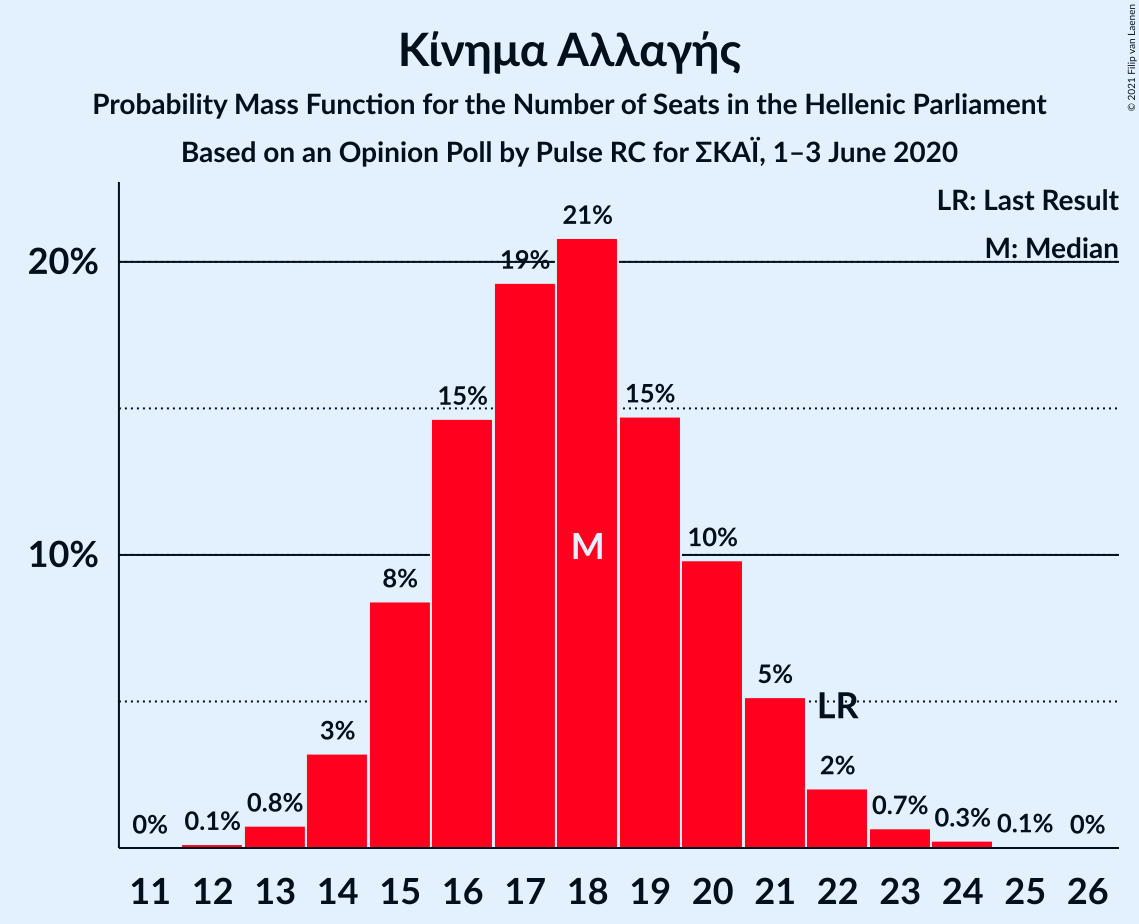 Κίνημα Αλλαγής
Probability Mass Function for the Number of Seats in the Hellenic Parliament
Based on an Opinion Poll by Pulse RC for ΣΚΑΪ, 1–3 June 2020
© 2021 Filip van Laenen
LR: Last Result
M: Median
20%
10%
0%
0.1%
0.8%
3%
8%
15%
19%
21%
15%
10%
5%
2%
0.7%
0.3%
0.1%
0%
M
LR
11 12 13 14 15 16 17 18 19 20 21 22 23 24 25 26